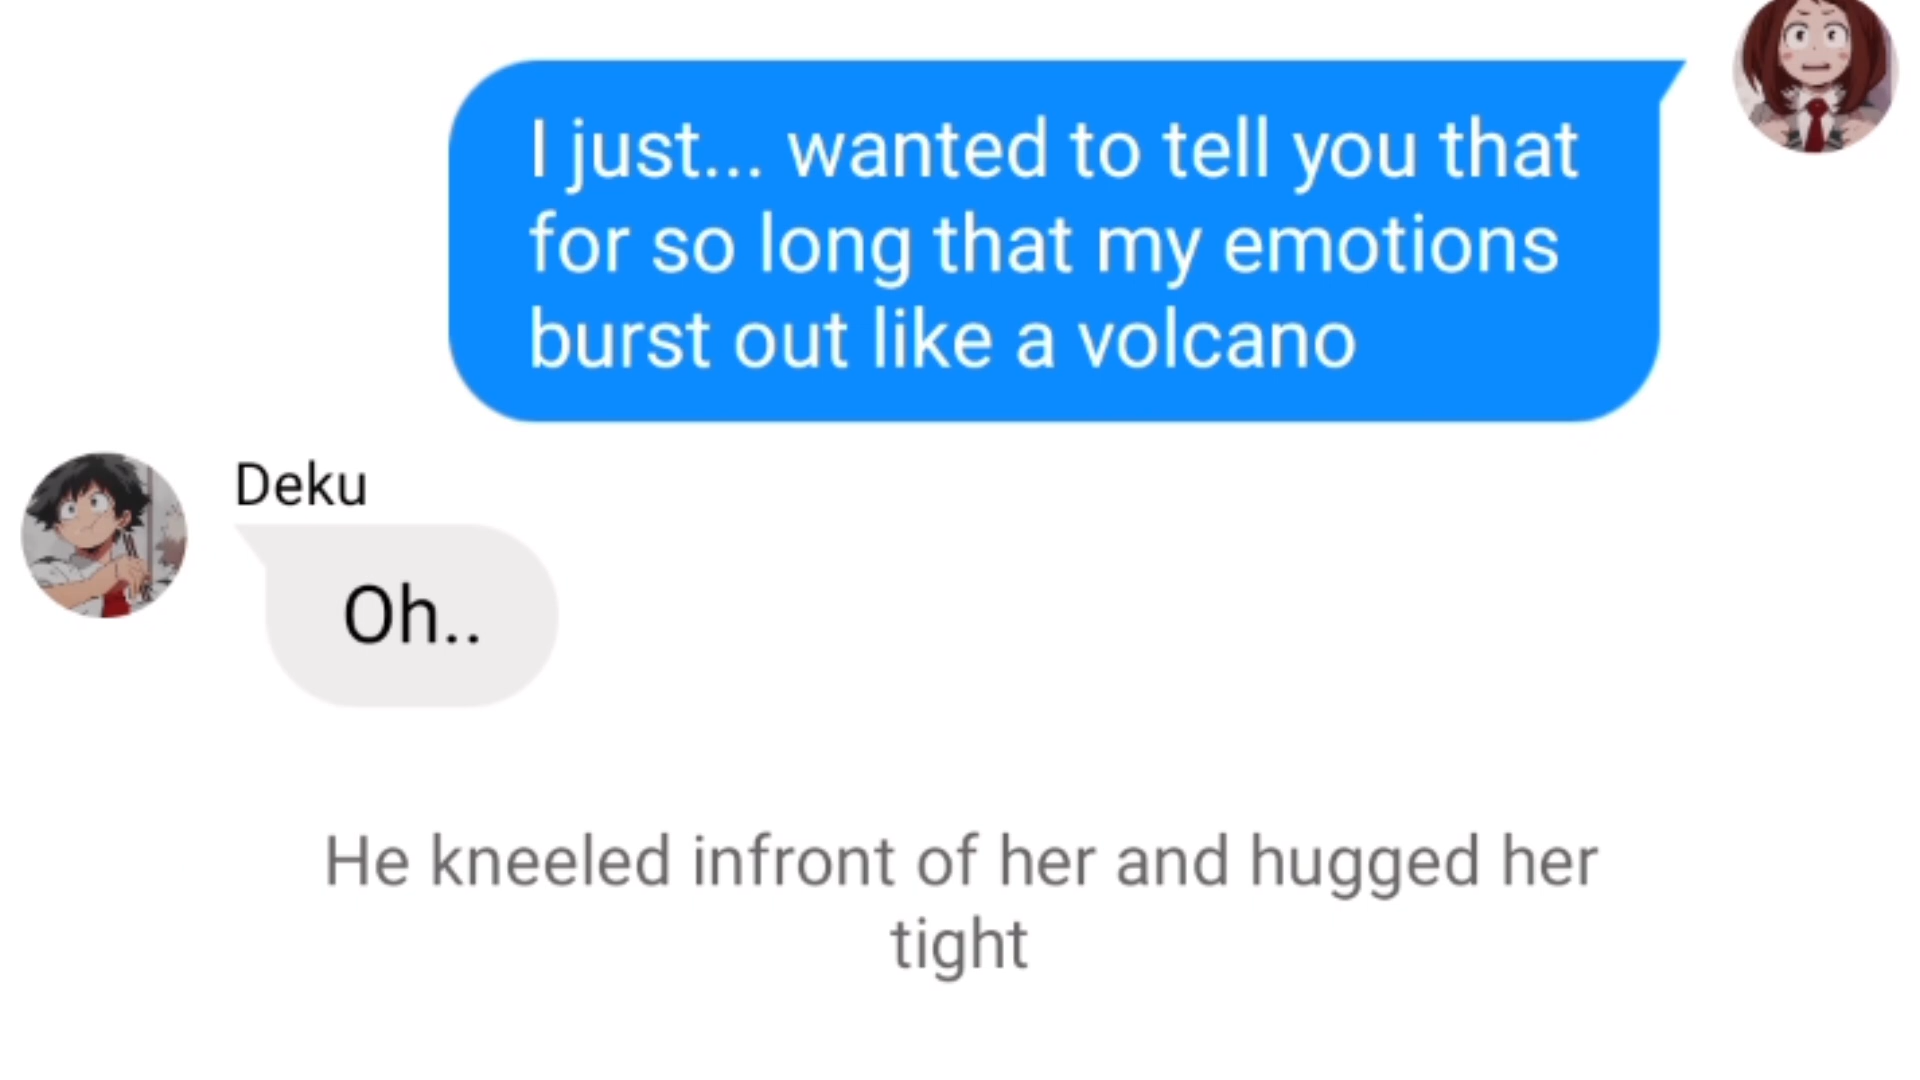 I just... wanted to tell you that
for so long that my emotions
burst out like a volcano
Deku
Oh..
He kneeled infront of her and hugged her
tight